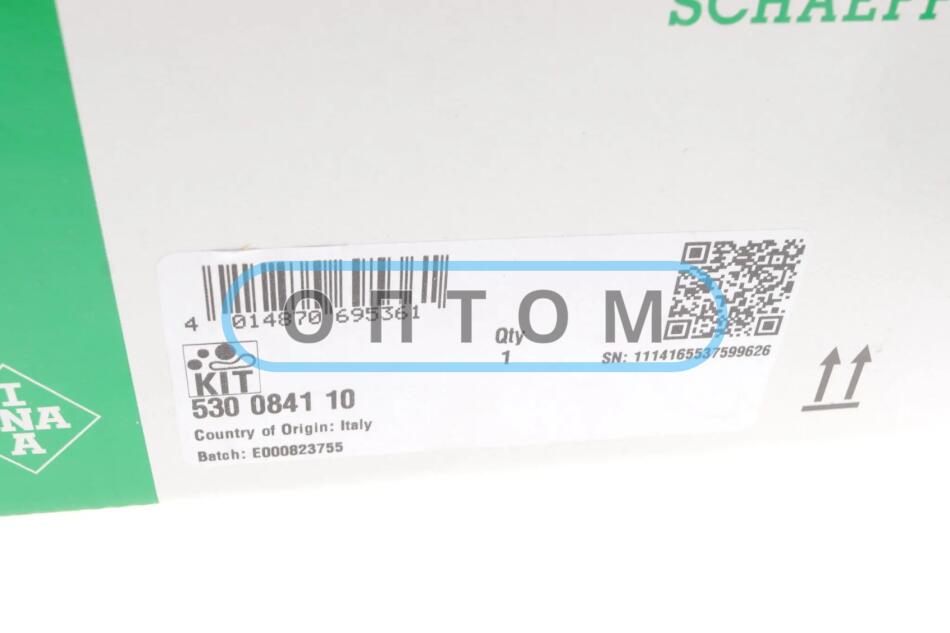 SCHAEFF
4 014870 695361
ОПТОМ
Qty
1
SN: 1114165537599626
KIT
530 0841 10
Country of Origin: Italy
Batch: E000823755
I
NA
A